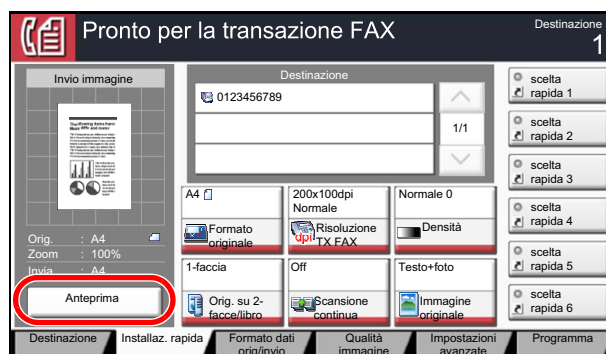 Pronto per la transazione FAX
Destinazione
1
Invio immagine
Orig. : A4
Zoom : 100%
Invia : A4
Anteprima
Destinazione
0123456789
1/1
A4
Formato
originale
200x100dpi
Normale
dpi
Risoluzione
TX FAX
Normale 0
Densità
1-faccia
Orig. su 2-
facce/libro
Off
Scansione
continua
Testo+foto
Immagine
originale
scelta
rapida 1
scelta
rapida 2
scelta
rapida 3
scelta
rapida 4
scelta
rapida 5
scelta
rapida 6
Destinazione
Installaz. rapida
Formato dati
orig/invio
Qualità
immagine
Impostazioni
avanzate
Programma